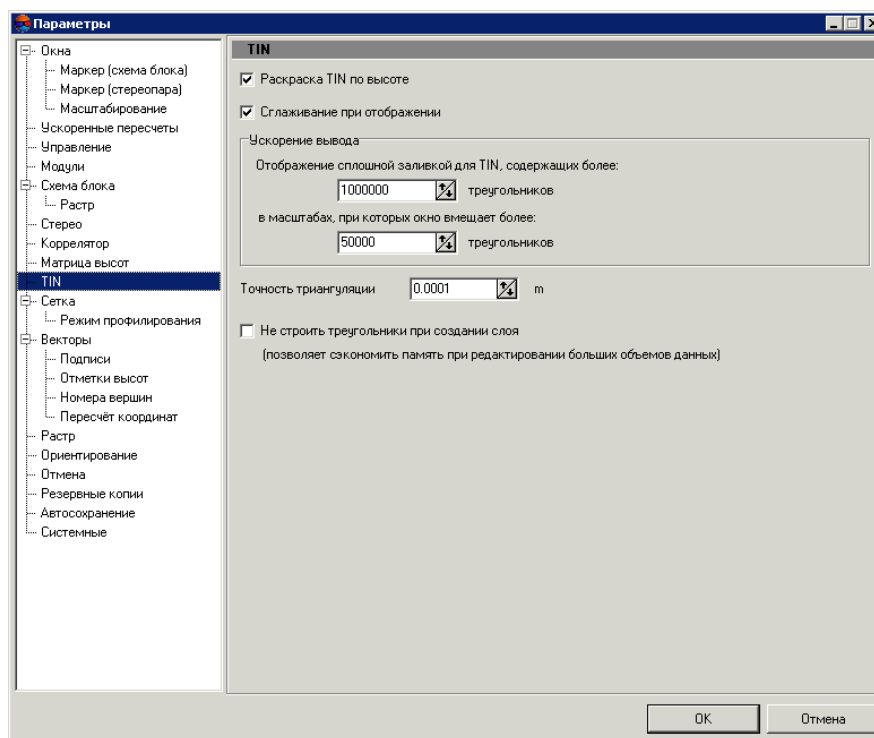 Параметры
Окна
Маркер (схема блока)
Маркер (стереопара)
Масштабирование
Ускоренные пересчеты
Управление
Модули
Схема блока
Растр
Стерео
Коррелятор
Матрица высот
TIN
Сетка
Режим профилирования
Векторы
Подписи
Отметки высот
Номера вершин
Пересчёт координат
Растр
Ориентирование
Отмена
Резервные копии
Автосохранение
Системные
TIN
Раскраска TIN по высоте
Сглаживание при отображении
Ускорение вывода
Отображение сплошной заливкой для TIN, содержащих более:
1000000 треугольников
в масштабах, при которых окно вмещает более:
50000 треугольников
Точность триангуляции 0.0001 m
Не строить треугольники при создании слоя
(позволяет сэкономить память при редактировании больших объемов данных)
OK Отмена